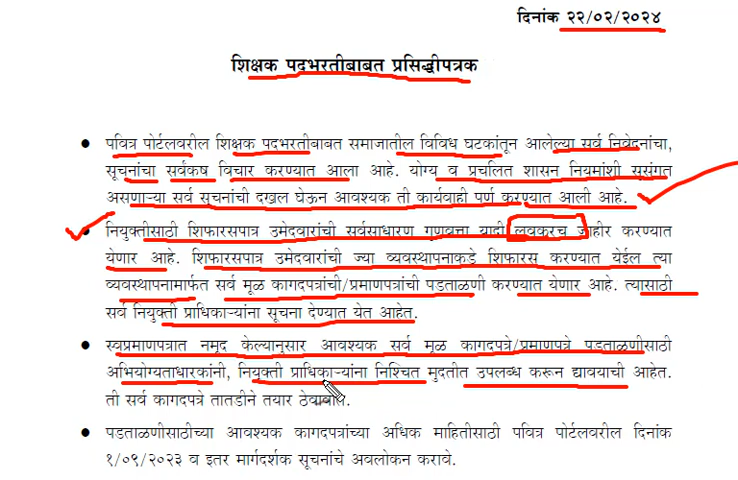 दिनांक २२/०२/२०२४
शिक्षक पदभरतीबाबत प्रसिद्धीपत्रक
● पवित्र पोर्टलवरील शिक्षक पदभरतीबाबत समाजातील विविध घटकांतून आलेल्या सर्व निवेदनांचा,
सूचनांचा सर्वंकष विचार करण्यात आला आहे. योग्य व प्रचलित शासन नियमांशी सुसंगत
असणाऱ्या सर्व सूचनांची दखल घेऊन आवश्यक ती कार्यवाही पूर्ण करण्यात आली आहे.
● नियुक्तीसाठी शिफारसपात्र उमेदवारांची सर्वसाधारण गुणवत्ता यादी लवकरच जाहीर करण्यात
येणार आहे. शिफारसपात्र उमेदवारांची ज्या व्यवस्थापनाकडे शिफारस करण्यात येईल त्या
व्यवस्थापनामार्फत सर्व मूळ कागदपत्रांची/प्रमाणपत्रांची पडताळणी करण्यात येणार आहे. त्यासाठी
सर्व नियुक्ती प्राधिकाऱ्यांना सूचना देण्यात येत आहेत.
● स्वप्रमाणपत्रात नमूद केल्यानुसार आवश्यक सर्व मूळ कागदपत्रे/प्रमाणपत्रे पडताळणीसाठी
अभियोग्यताधारकांनी, नियुक्ती प्राधिकाऱ्यांना निश्चित मुदतीत उपलब्ध करून द्यावयाची आहेत.
ती सर्व कागदपत्रे तातडीने तयार ठेवावीत.
● पडताळणीसाठीच्या आवश्यक कागदपत्रांच्या अधिक माहितीसाठी पवित्र पोर्टलवरील दिनांक
१/०९/२०२३ व इतर मार्गदर्शक सूचनांचे अवलोकन करावे.